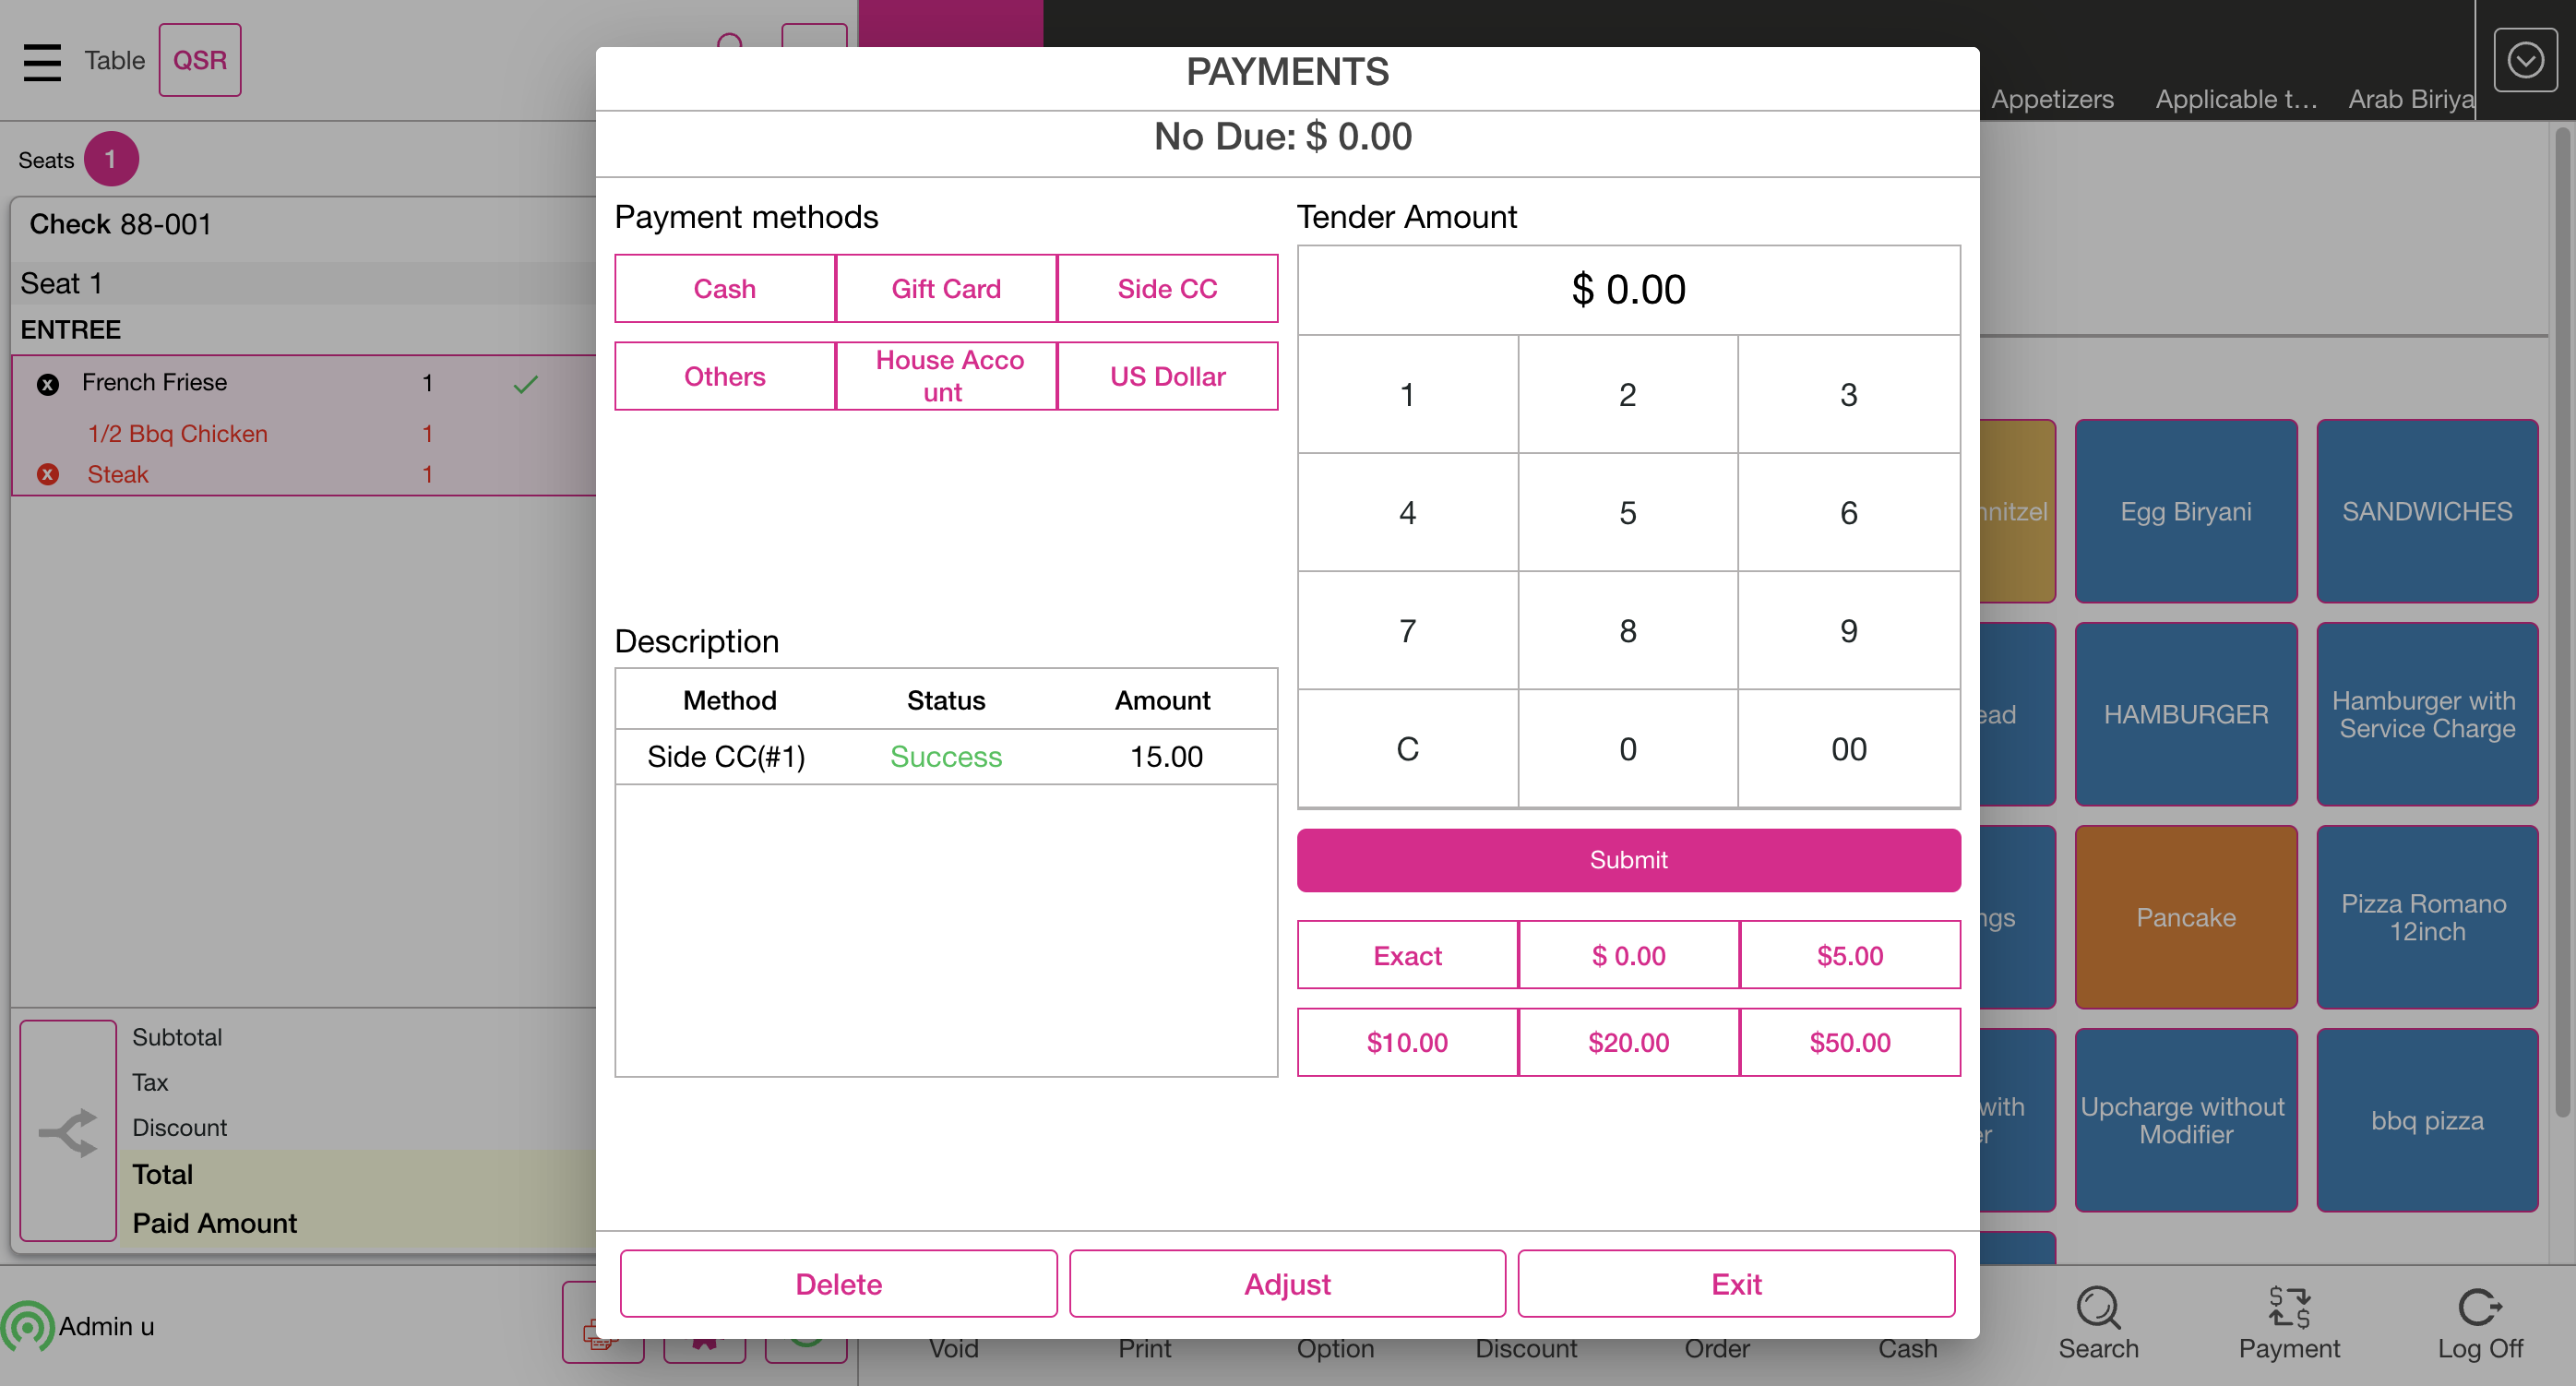 Table QSR
Appetizers Applicable t... Arab Biriya
Seats 1
Check 88-001
Seat 1
ENTREE
French Friese 1
1/2 Bbq Chicken 1
Steak 1
Subtotal
Tax
Discount
Total
Paid Amount
Admin u
PAYMENTS
No Due: $ 0.00
Payment methods
Cash Gift Card Side CC
Others House Acco
unt US Dollar
Description
Method Status Amount
Side CC(#1) Success 15.00
Tender Amount
$ 0.00
1 2 3
4 5 6
7 8 9
C 0 00
Submit
Exact $ 0.00 $5.00
$10.00 $20.00 $50.00
Delete Adjust Exit
nitzel Egg Biryani SANDWICHES
ead HAMBURGER Hamburger with
Service Charge
ngs Pancake Pizza Romano
12inch
with
er Upcharge without
Modifier bbq pizza
Void Print Option Discount Order Cash Search Payment Log Off